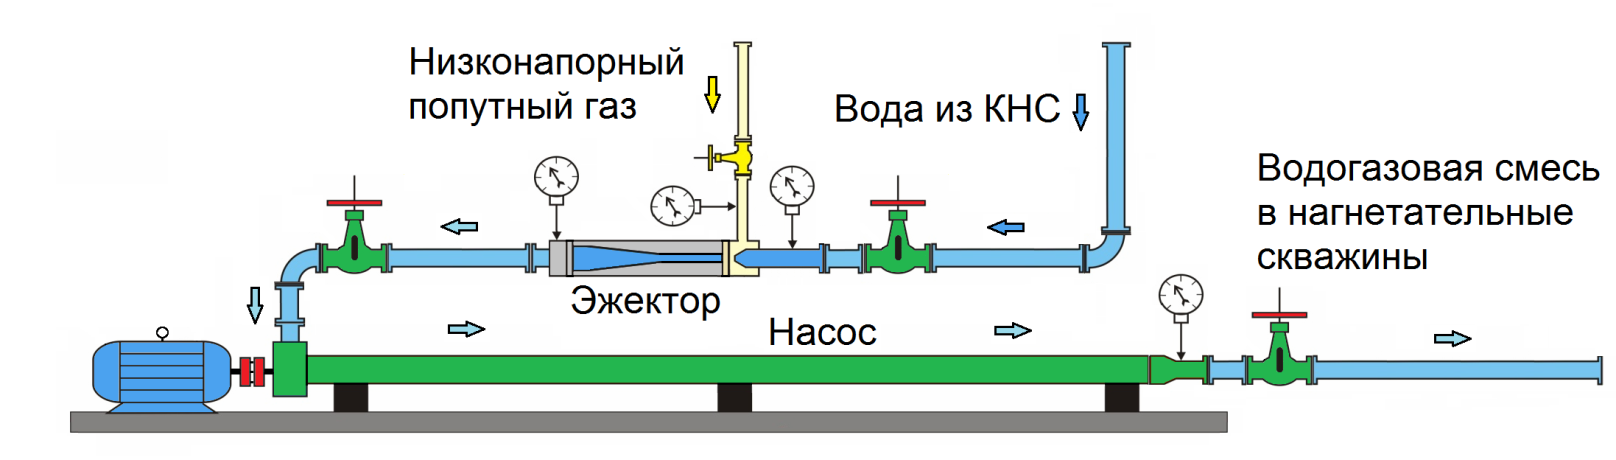 Низконапорный
попутный газ
Вода из КНС
Водогазовая смесь
в нагнетательные
скважины
Эжектор
Насос